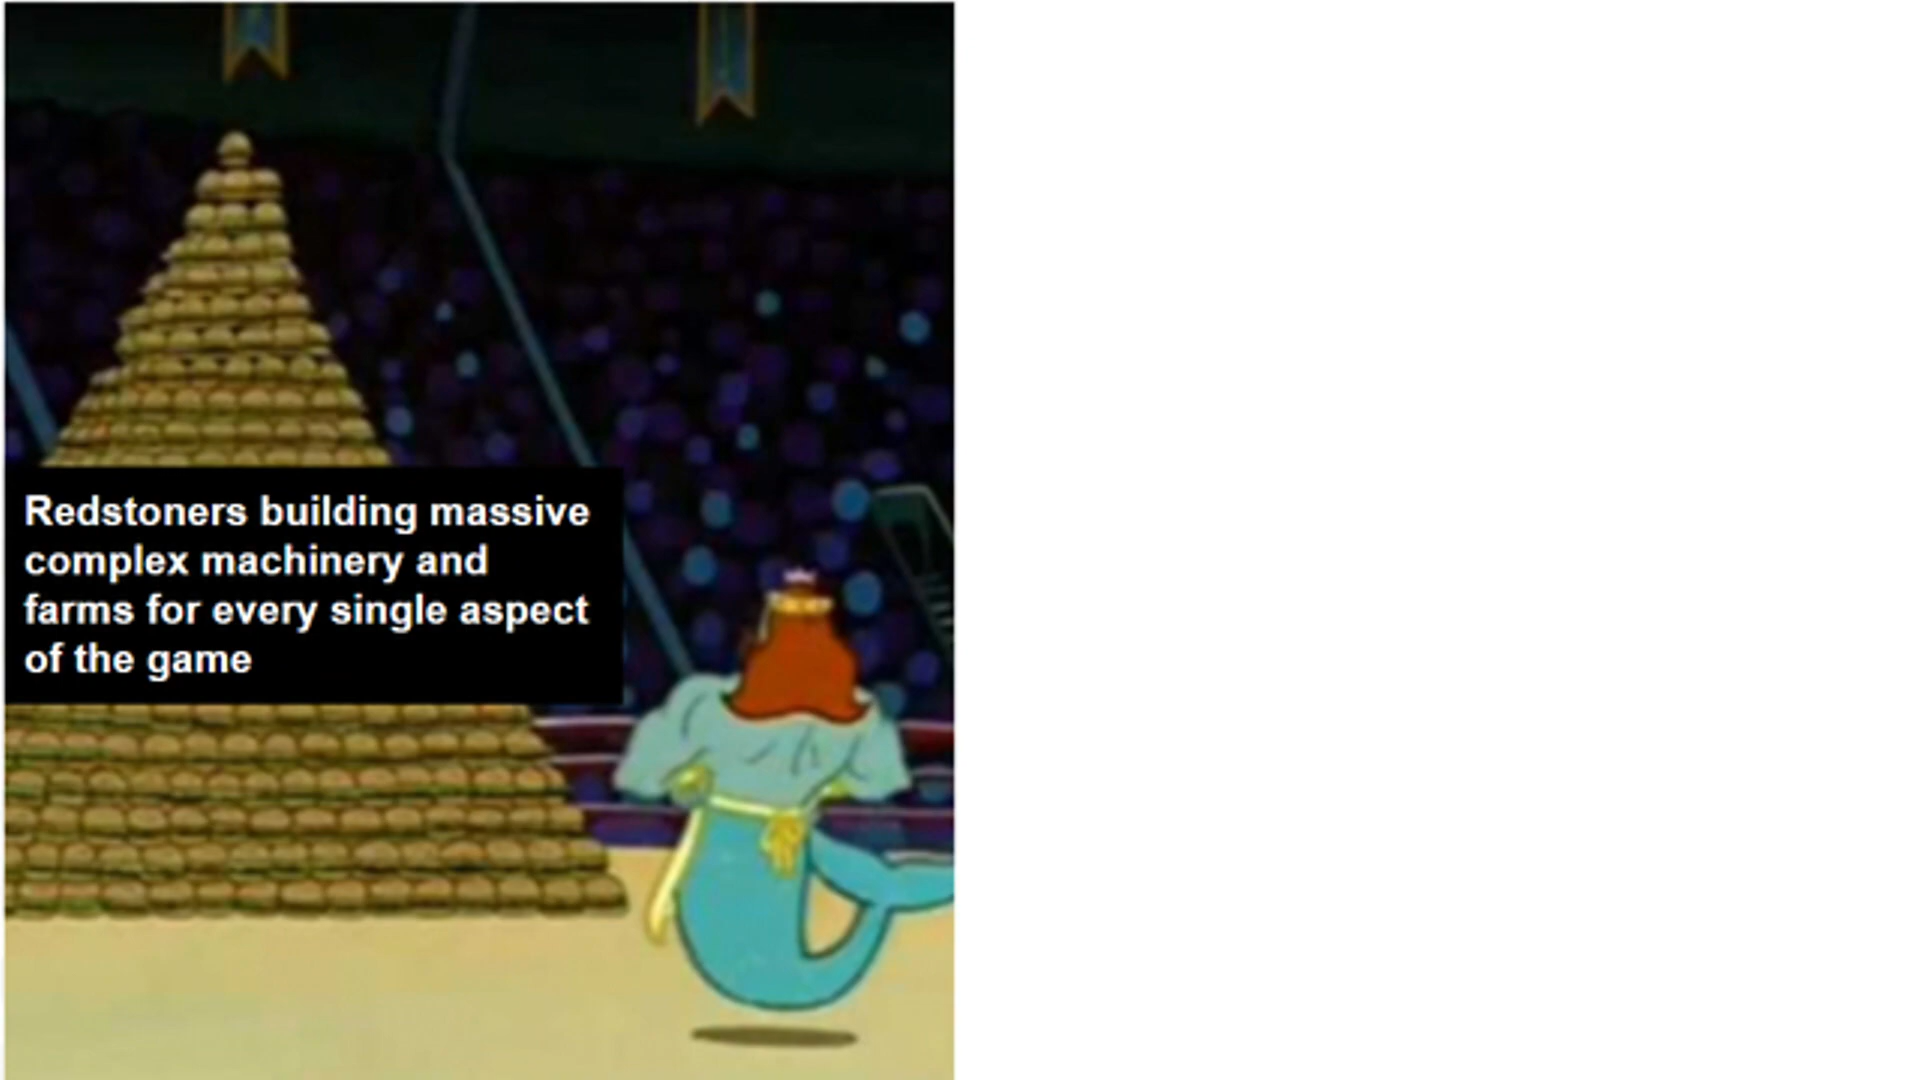 Redstoners building massive
complex machinery and
farms for every single aspect
of the game